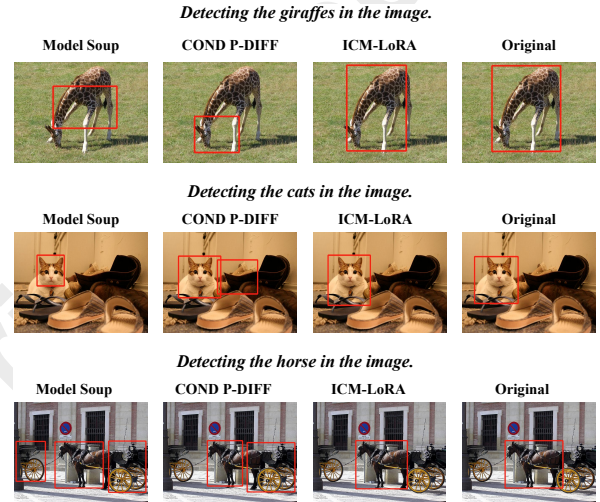 Detecting the giraffes in the image.
Model Soup COND P-DIFF ICM-LoRA Original
Detecting the cats in the image.
Model Soup COND P-DIFF ICM-LoRA Original
Detecting the horse in the image.
Model Soup COND P-DIFF ICM-LoRA Original